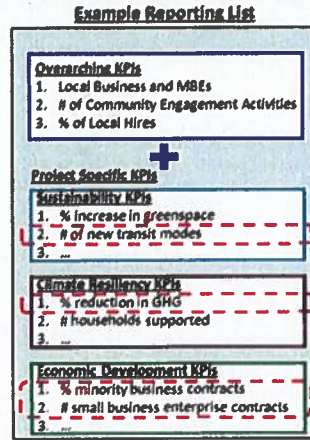 Example Reporting List
Overarching KPIs
1. Local Business and MBEs
2. # of Community Engagement Activities
3. % of Local Hires
+
Project Specific KPIs
Sustainability KPIs
1. % increase in greenspace
2. # of new transit modes
3. ...
Climate Resiliency KPIs
1. % reduction in GHG
2. # households supported
3. ...
Economic Development KPIs
1. % minority business contracts
2. # small business enterprise contracts
3. ...